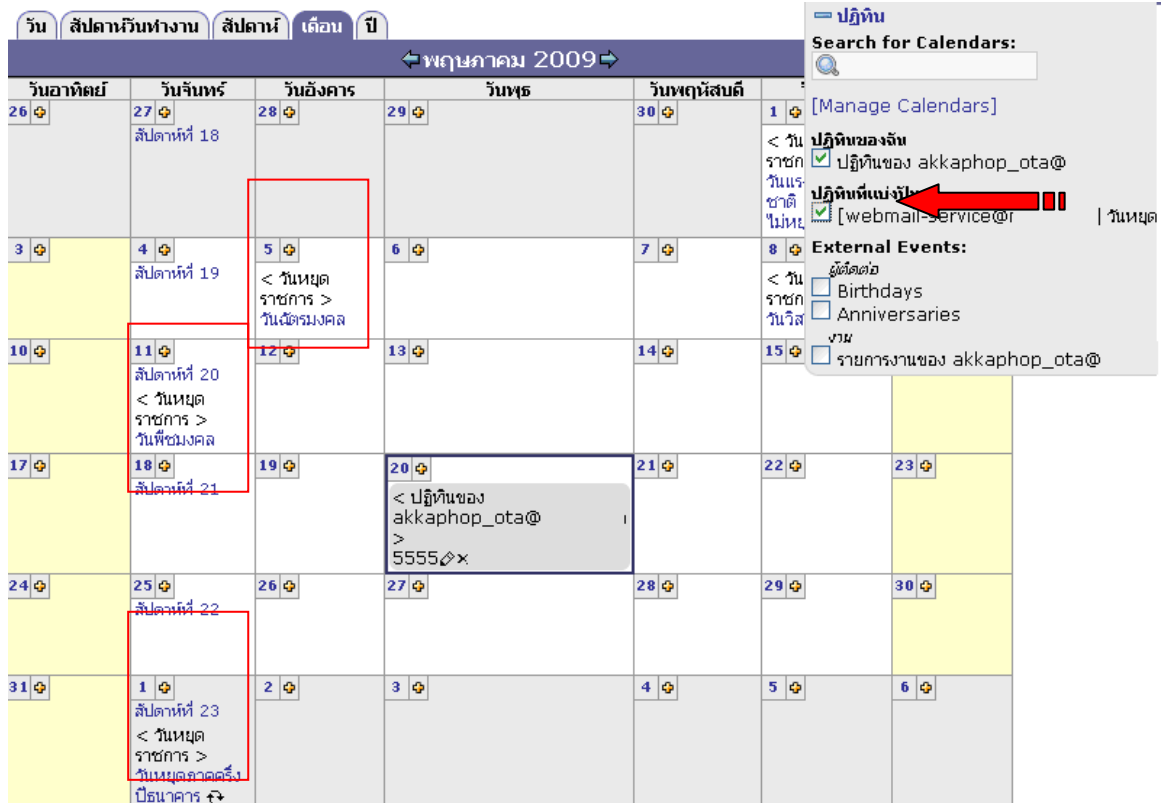 วัน สัปดาห์วันทำงาน สัปดาห์ เดือน ปี
พฤษภาคม 2009
วันอาทิตย์ วันจันทร์ วันอังคาร วันพุธ วันพฤหัสบดี
26 27 28 29 30 1
สัปดาห์ที่ 18
< วัน
ราชก
วันแร
ชาติ
ไม่หยุ
3 4 5 6 7 8
สัปดาห์ที่ 19
< วันหยุด
ราชการ >
วันฉัตรมงคล
< วัน
ราชก
วันวิส
10 11 12 13 14 15
สัปดาห์ที่ 20
< วันหยุด
ราชการ >
วันพืชมงคล
17 18 19 20 21 22 23
สัปดาห์ที่ 21
< ปฏิทินของ
akkaphop_ota@
>
5555
24 25 26 27 28 29 30
สัปดาห์ที่ 22
31 1 2 3 4 5 6
สัปดาห์ที่ 23
< วันหยุด
ราชการ >
วันหยุดภาคครึ่ง
ปีธนาคาร
ปฏิทิน
Search for Calendars:
[Manage Calendars]
ปฏิทินของฉัน
ปฏิทินของ akkaphop_ota@
ปฏิทินที่แบ่งปัน
[webmail-service@r | วันหยุด
External Events:
ผู้ติดต่อ
Birthdays
Anniversaries
งาน
รายการงานของ akkaphop_ota@